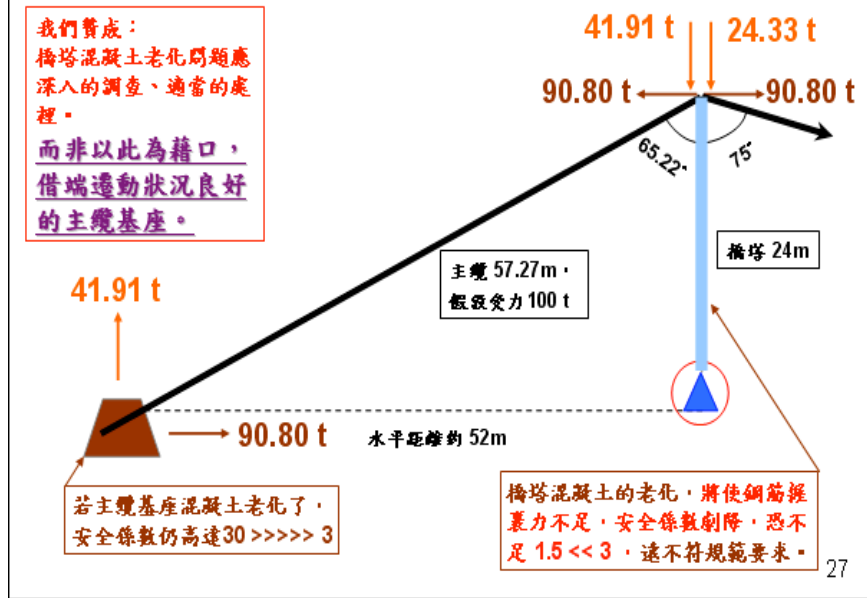 我們贊成：
橋塔混凝土老化問題應
深入的調查、適當的處
裡。
而非以此為藉口，
借端遷動狀況良好
的主纜基座。
41.91 t
24.33 t
90.80 t
90.80 t
65.22°
75°
橋塔 24m
主纜 57.27m，
假設受力 100 t
41.91 t
90.80 t
水平距離約 52m
若主纜基座混凝土老化了，
安全係數仍高達30 >>>>> 3
橋塔混凝土的老化，將使鋼筋握
裹力不足，安全係數劇降，恐不
足 1.5 << 3 ，遠不符規範要求。
27